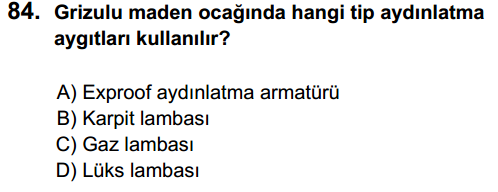 84. Grizulu maden ocağında hangi tip aydınlatma
aygıtları kullanılır?
A) Exproof aydınlatma armatürü
B) Karpit lambası
C) Gaz lambası
D) Lüks lambası